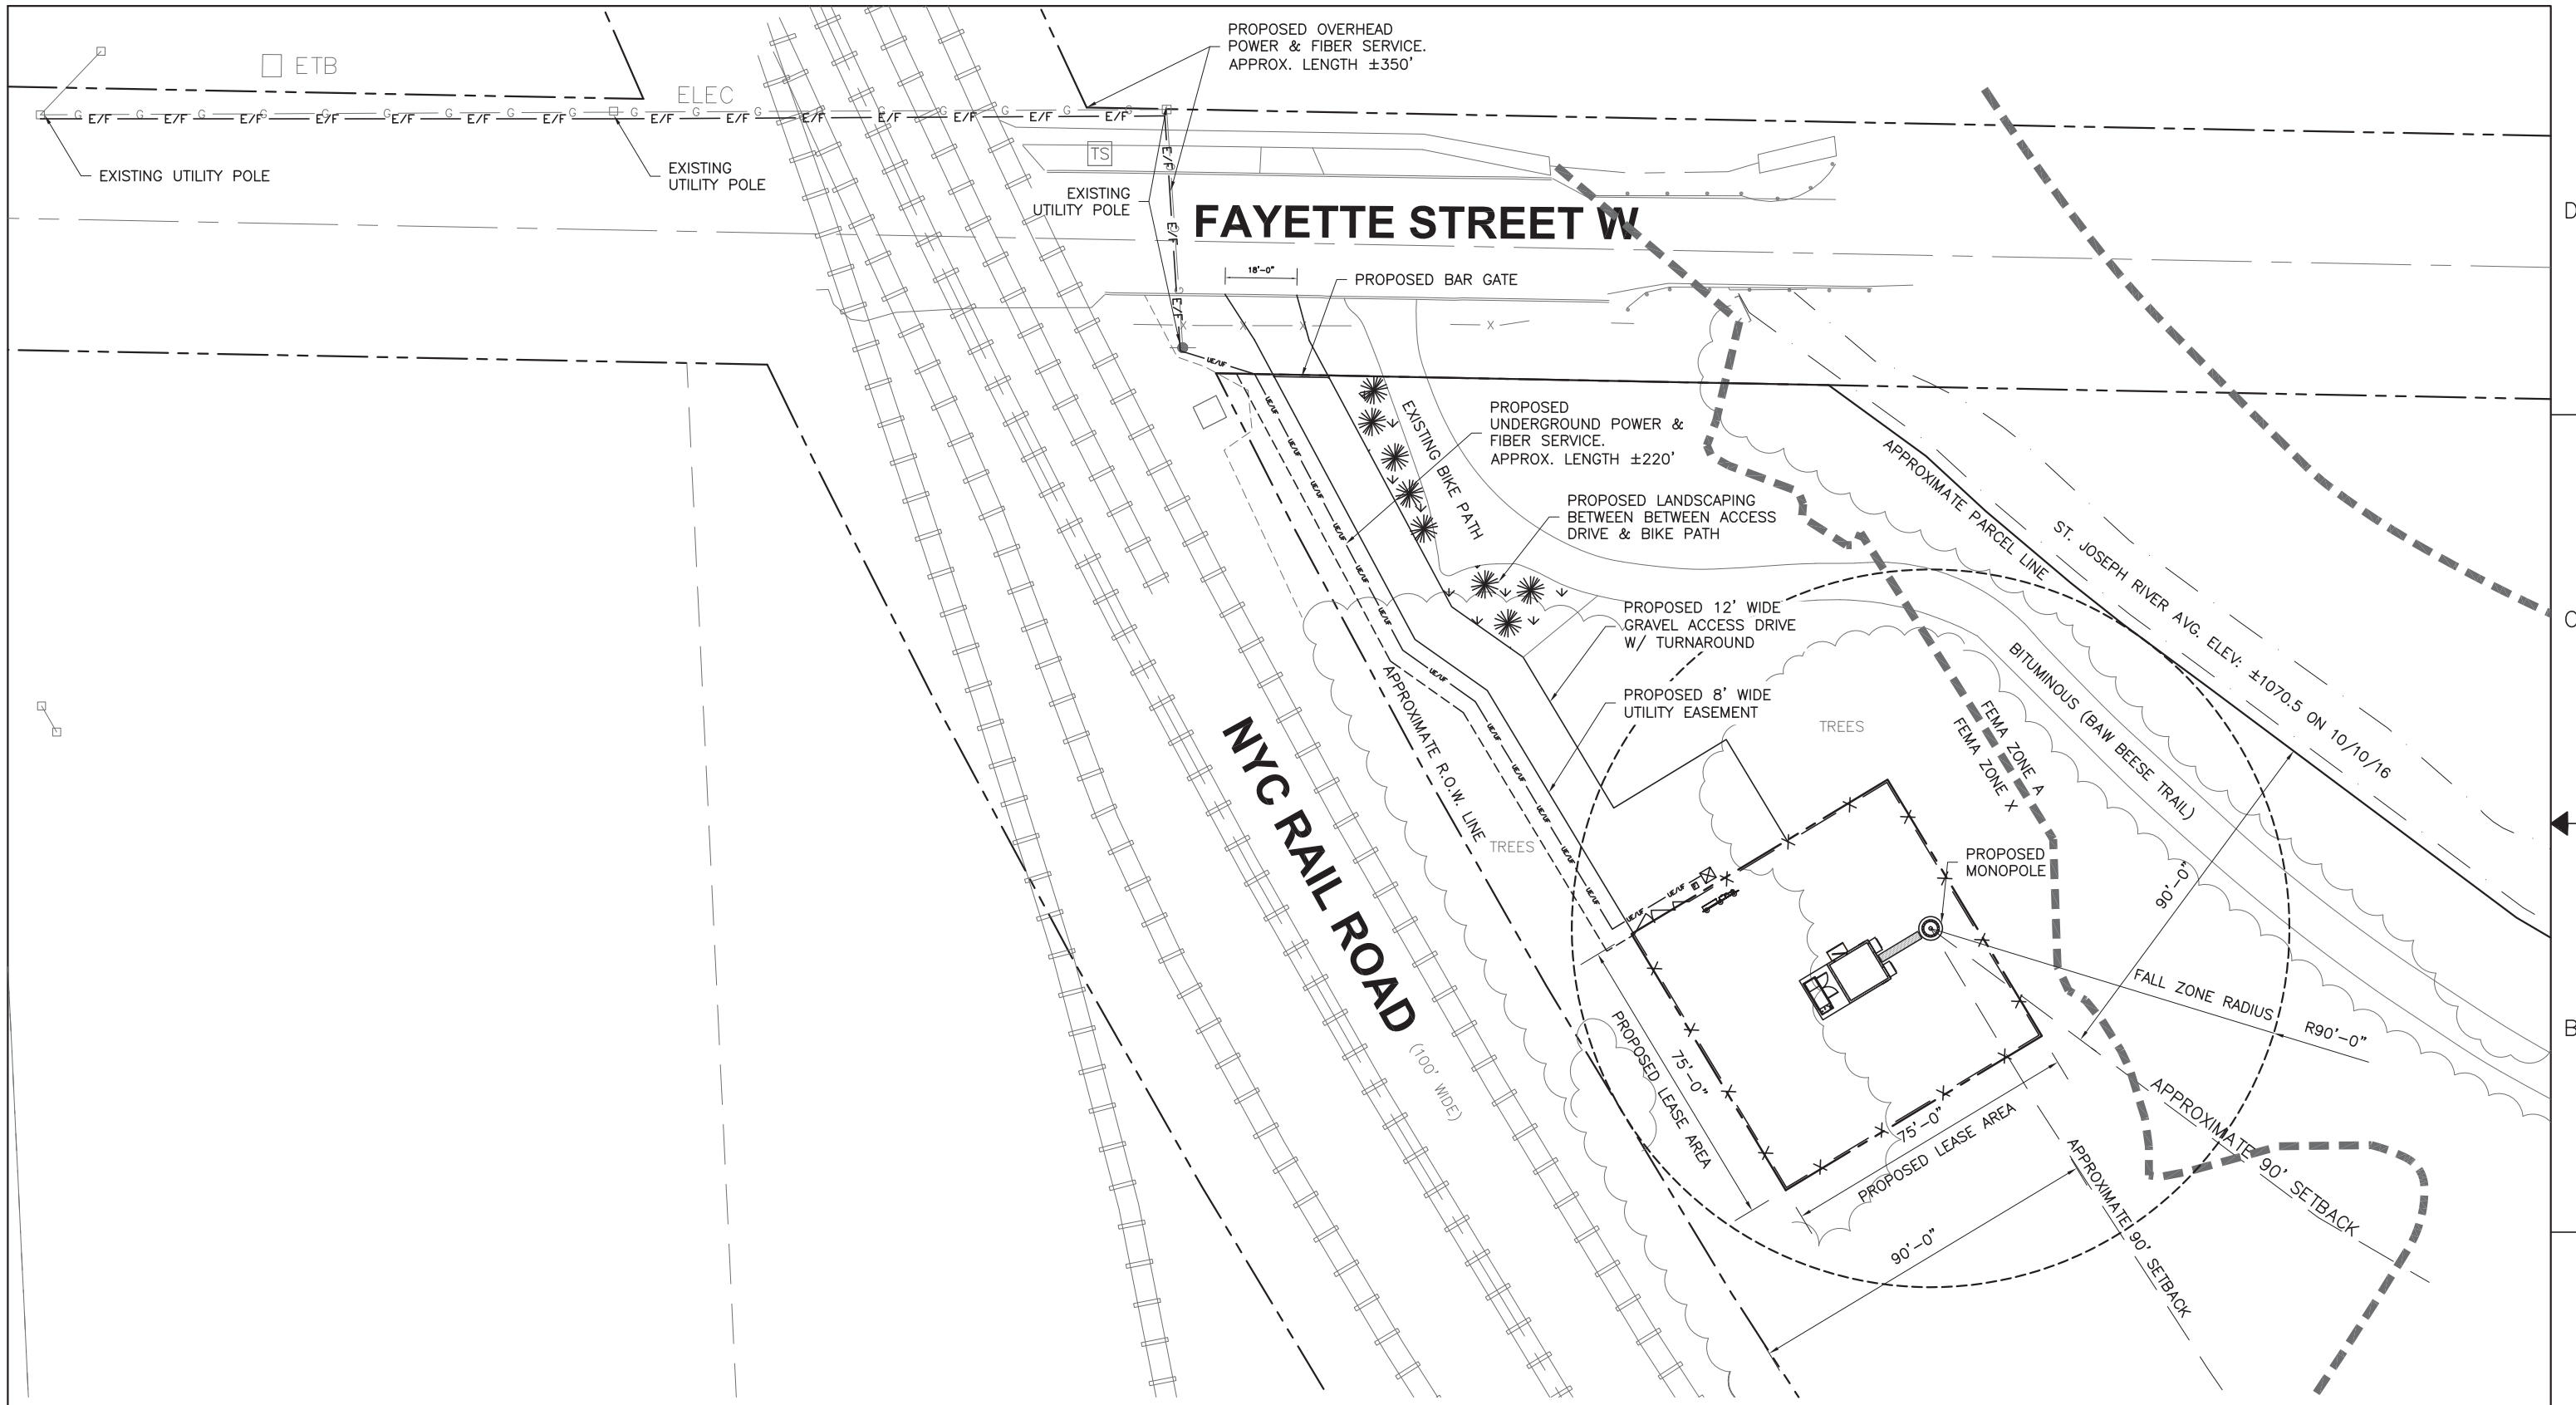 PROPOSED OVERHEAD
POWER & FIBER SERVICE.
APPROX. LENGTH ±350'
ETB
ELEC
G G G G G G G G G G G G G G G G G G
E/F E/F E/F E/F E/F E/F E/F E/F E/F E/F E/F E/F E/F E/F
EXISTING UTILITY POLE
EXISTING
UTILITY POLE
TS
EXISTING
UTILITY POLE
E/F
E/F
E/F
FAYETTE STREET W
D
18'-0"
PROPOSED BAR GATE
X X X X
UE/UF
PROPOSED
UNDERGROUND POWER &
FIBER SERVICE.
APPROX. LENGTH ±220'
EXISTING BIKE PATH
PROPOSED LANDSCAPING
BETWEEN BETWEEN ACCESS
DRIVE & BIKE PATH
APPROXIMATE PARCEL LINE
ST. JOSEPH RIVER AVG. ELEV: ±1070.5 ON 10/10/16
C
PROPOSED 12' WIDE
GRAVEL ACCESS DRIVE
W/ TURNAROUND
PROPOSED 8' WIDE
UTILITY EASEMENT
BITUMINOUS (BAW BEESE TRAIL)
TREES
FEMA ZONE A
FEMA ZONE X
APPROXIMATE R.O.W. LINE
NYC RAIL ROAD
(100' WIDE)
TREES
PROPOSED
MONOPOLE
90'-0"
FALL ZONE RADIUS
R90'-0"
B
PROPOSED LEASE AREA
75'-0"
75'-0"
PROPOSED LEASE AREA
APPROXIMATE 90' SETBACK
APPROXIMATE 90' SETBACK
90'-0"